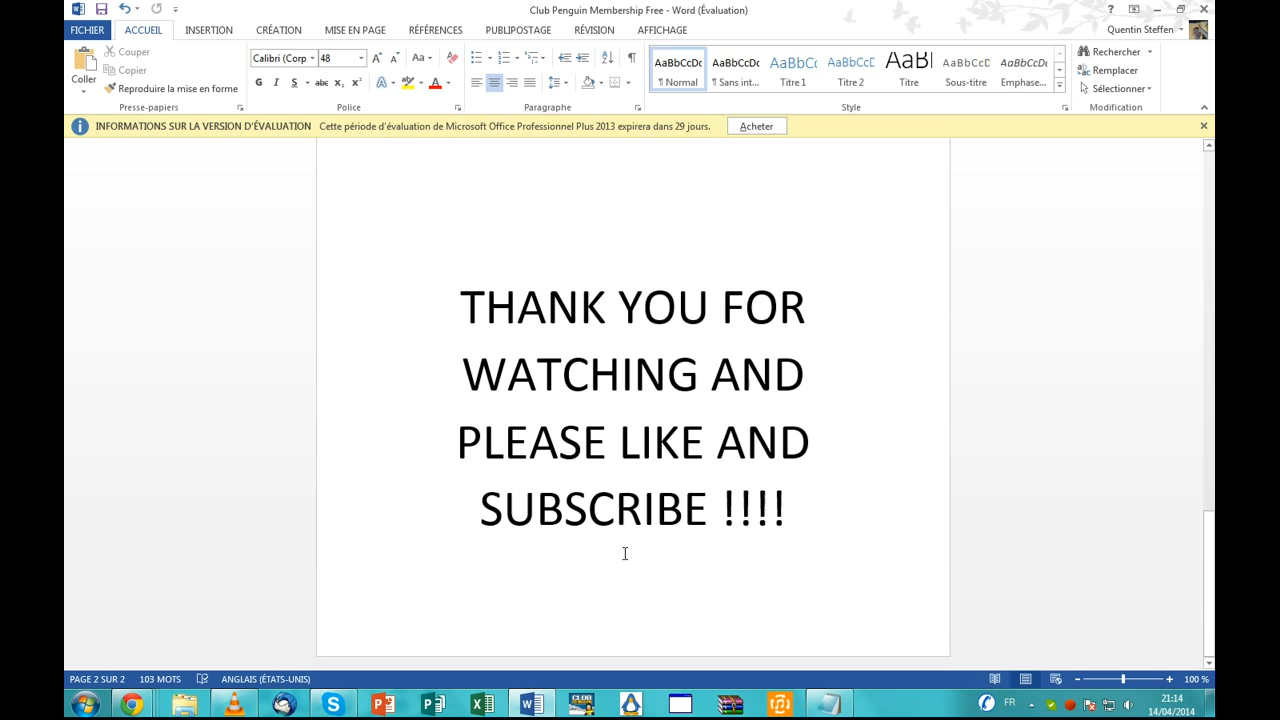 Club Penguin Membership Free - Word (Évaluation)
FICHIER ACCUEIL INSERTION CRÉATION MISE EN PAGE RÉFÉRENCES PUBLIPOSTAGE RÉVISION AFFICHAGE Quentin Steffen
Coller
Couper
Copier
Reproduire la mise en forme
Presse-papiers
Calibri (Corp 48
G I S abc X₂ X²
Police
Paragraphe
AaBbCcDc AaBbCcDc AaBbCc AaBbCcC AaB AaBbCcD AaBbCcDc
¶ Normal ¶ Sans int... Titre 1 Titre 2 Titre Sous-titre Emphase...
Style
Rechercher
Remplacer
Sélectionner
Modification
INFORMATIONS SUR LA VERSION D'ÉVALUATION Cette période d'évaluation de Microsoft Office Professionnel Plus 2013 expirera dans 29 jours. Acheter
THANK YOU FOR
WATCHING AND
PLEASE LIKE AND
SUBSCRIBE !!!!
PAGE 2 SUR 2 103 MOTS ANGLAIS (ÉTATS-UNIS) 100 %
FR 21:14
14/04/2014